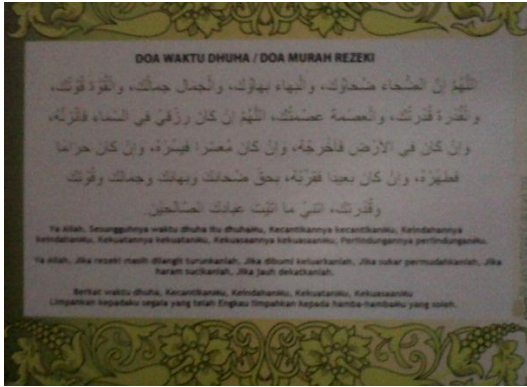 DOA WAKTU DHUHA / DOA MURAH REZEKI
اللَّهُمَّ إِنَّ الضُّحَاءَ ضُحَاؤُكَ، وَالْبَهَاءَ بَهَاؤُكَ، وَالْجَمَالَ جَمَالُكَ، وَالْقُوَّةَ قُوَّتُكَ،
وَالْقُدْرَةَ قُدْرَتُكَ، وَالْعِصْمَةَ عِصْمَتُكَ، اللَّهُمَّ إِنْ كَانَ رِزْقِيْ فِي السَّمَاءِ فَأَنْزِلْهُ،
وَإِنْ كَانَ فِي الأَرْضِ فَأَخْرِجْهُ، وَإِنْ كَانَ مُعْسِرًا فَيَسِّرْهُ، وَإِنْ كَانَ حَرَامًا
فَطَهِّرْهُ، وَإِنْ كَانَ بَعِيدًا فَقَرِّبْهُ، بِحَقِّ ضُحَائِكَ وَبَهَائِكَ وَجَمَالِكَ وَقُوَّتِكَ
وَقُدْرَتِكَ، آتِنِيْ مَا آتَيْتَ عِبَادَكَ الصَّالِحِيْنَ.
Ya Allah, Sesungguhnya waktu dhuha itu dhuhaMu, Kecantikannya kecantikanMu, Keindahannya
keindahanMu, Kekuatannya kekuatanMu, Kekuasaannya kekuasaanMu, Perlindungannya perlindunganMu.
Ya Allah, Jika rezeki masih dilangit turunkanlah, Jika dibumi keluarkanlah, Jika sukar permudahkanlah, Jika
haram sucikanlah, Jika jauh dekatkanlah.
Berkat waktu dhuha, KecantikanMu, KeindahanMu, KekuatanMu, KekuasaanMu
Limpahkan kepadaku segala yang telah Engkau limpahkan kepada hamba-hambaMu yang soleh.